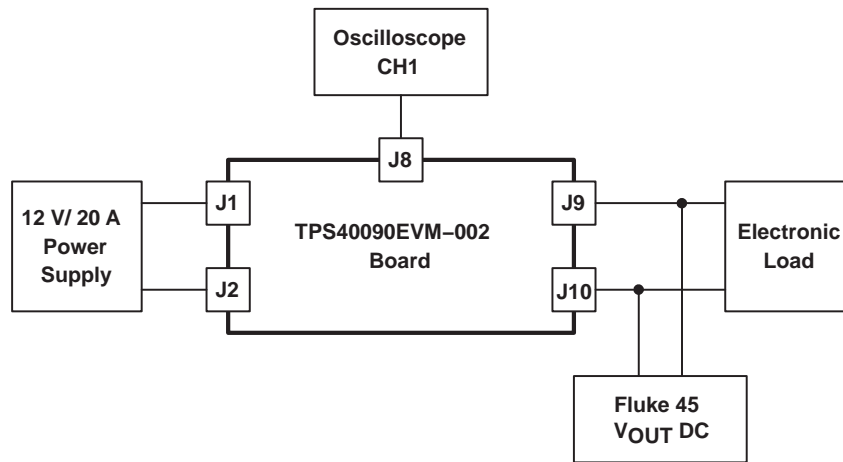 Oscilloscope
CH1
J8
J1
J9
12 V/ 20 A
Power
Supply
TPS40090EVM–002
Board
Electronic
Load
J2
J10
Fluke 45
VOUT DC